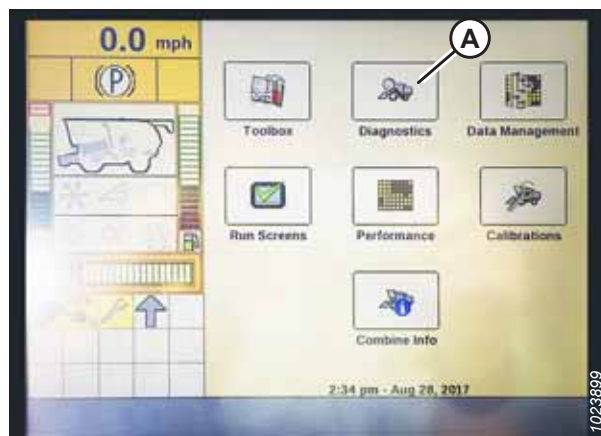 0.0 mph
A
(P)
Toolbox
Diagnostics
Data Management
Run Screens
Performance
Calibrations
Combine Info
2:34 pm - Aug 28, 2017
1023899